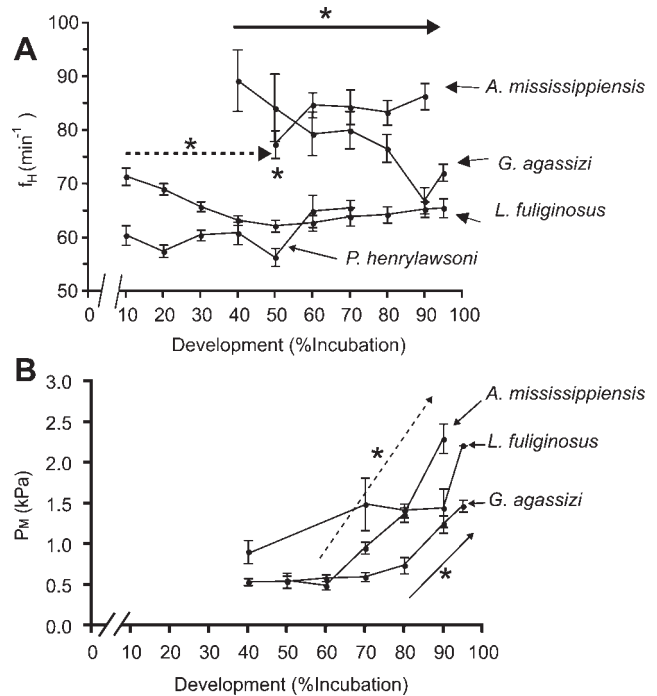 A
*
100
90
80
70
60
50
f_H (min⁻¹)
*
*
A. mississippiensis
G. agassizi
L. fuliginosus
P. henrylawsoni
0 10 20 30 40 50 60 70 80 90 100
Development (%Incubation)
B
3.0
2.5
2.0
1.5
1.0
0.5
0.0
P_M (kPa)
*
*
A. mississippiensis
L. fuliginosus
G. agassizi
0 10 20 30 40 50 60 70 80 90 100
Development (%Incubation)